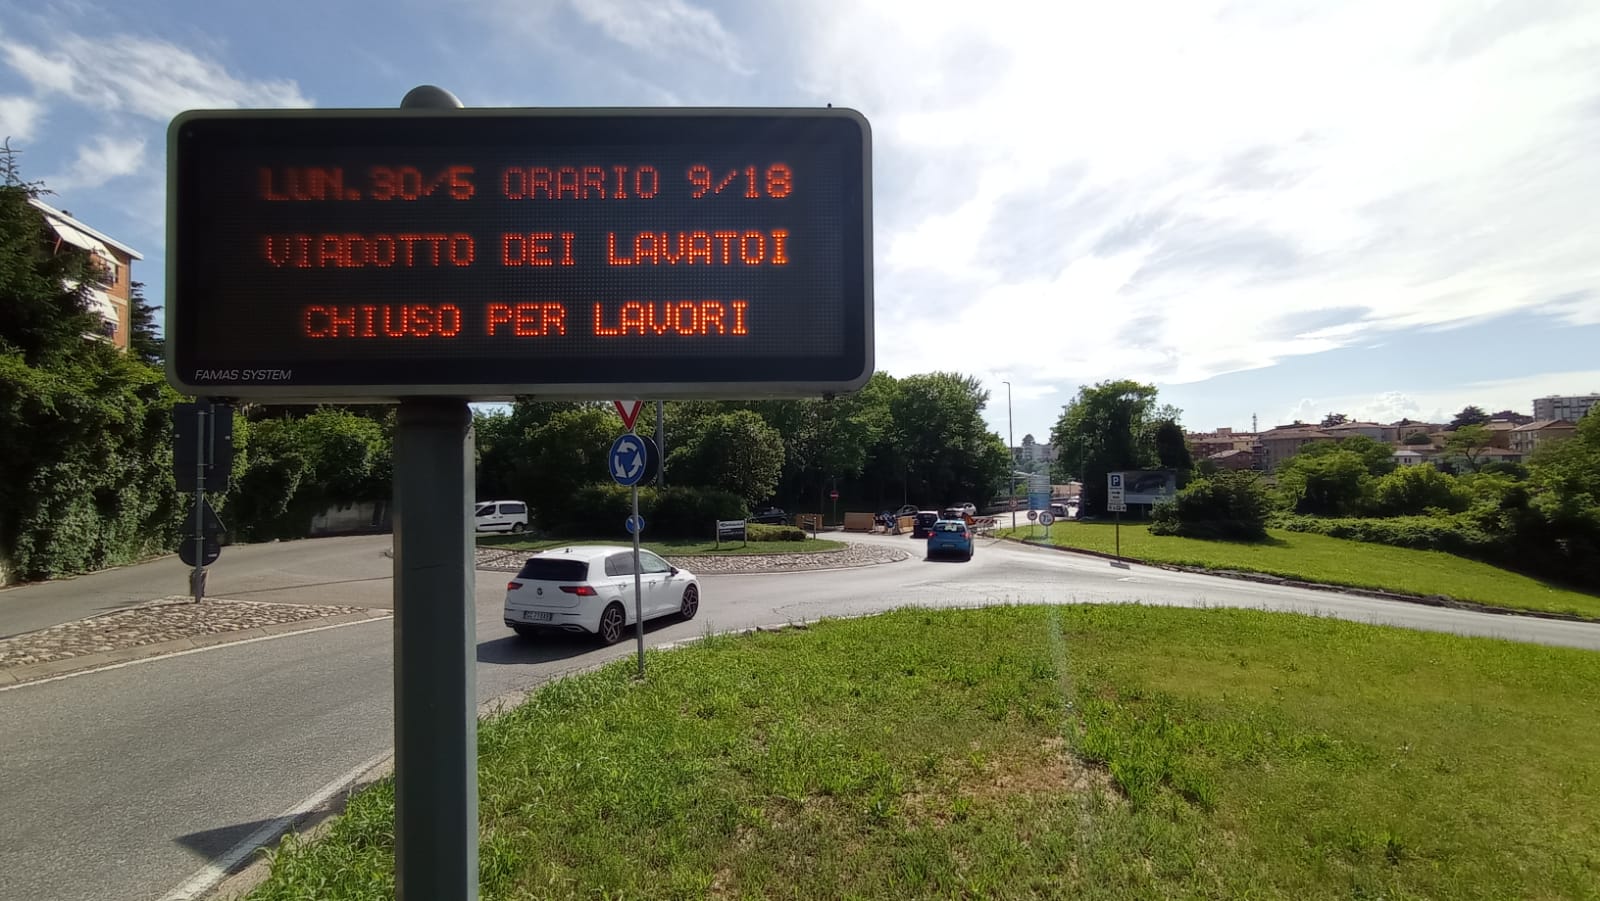 LUN.30/5 ORARIO 9/18
VIADOTTO DEI LAVATOI
CHIUSO PER LAVORI
FAMAS SYSTEM
P